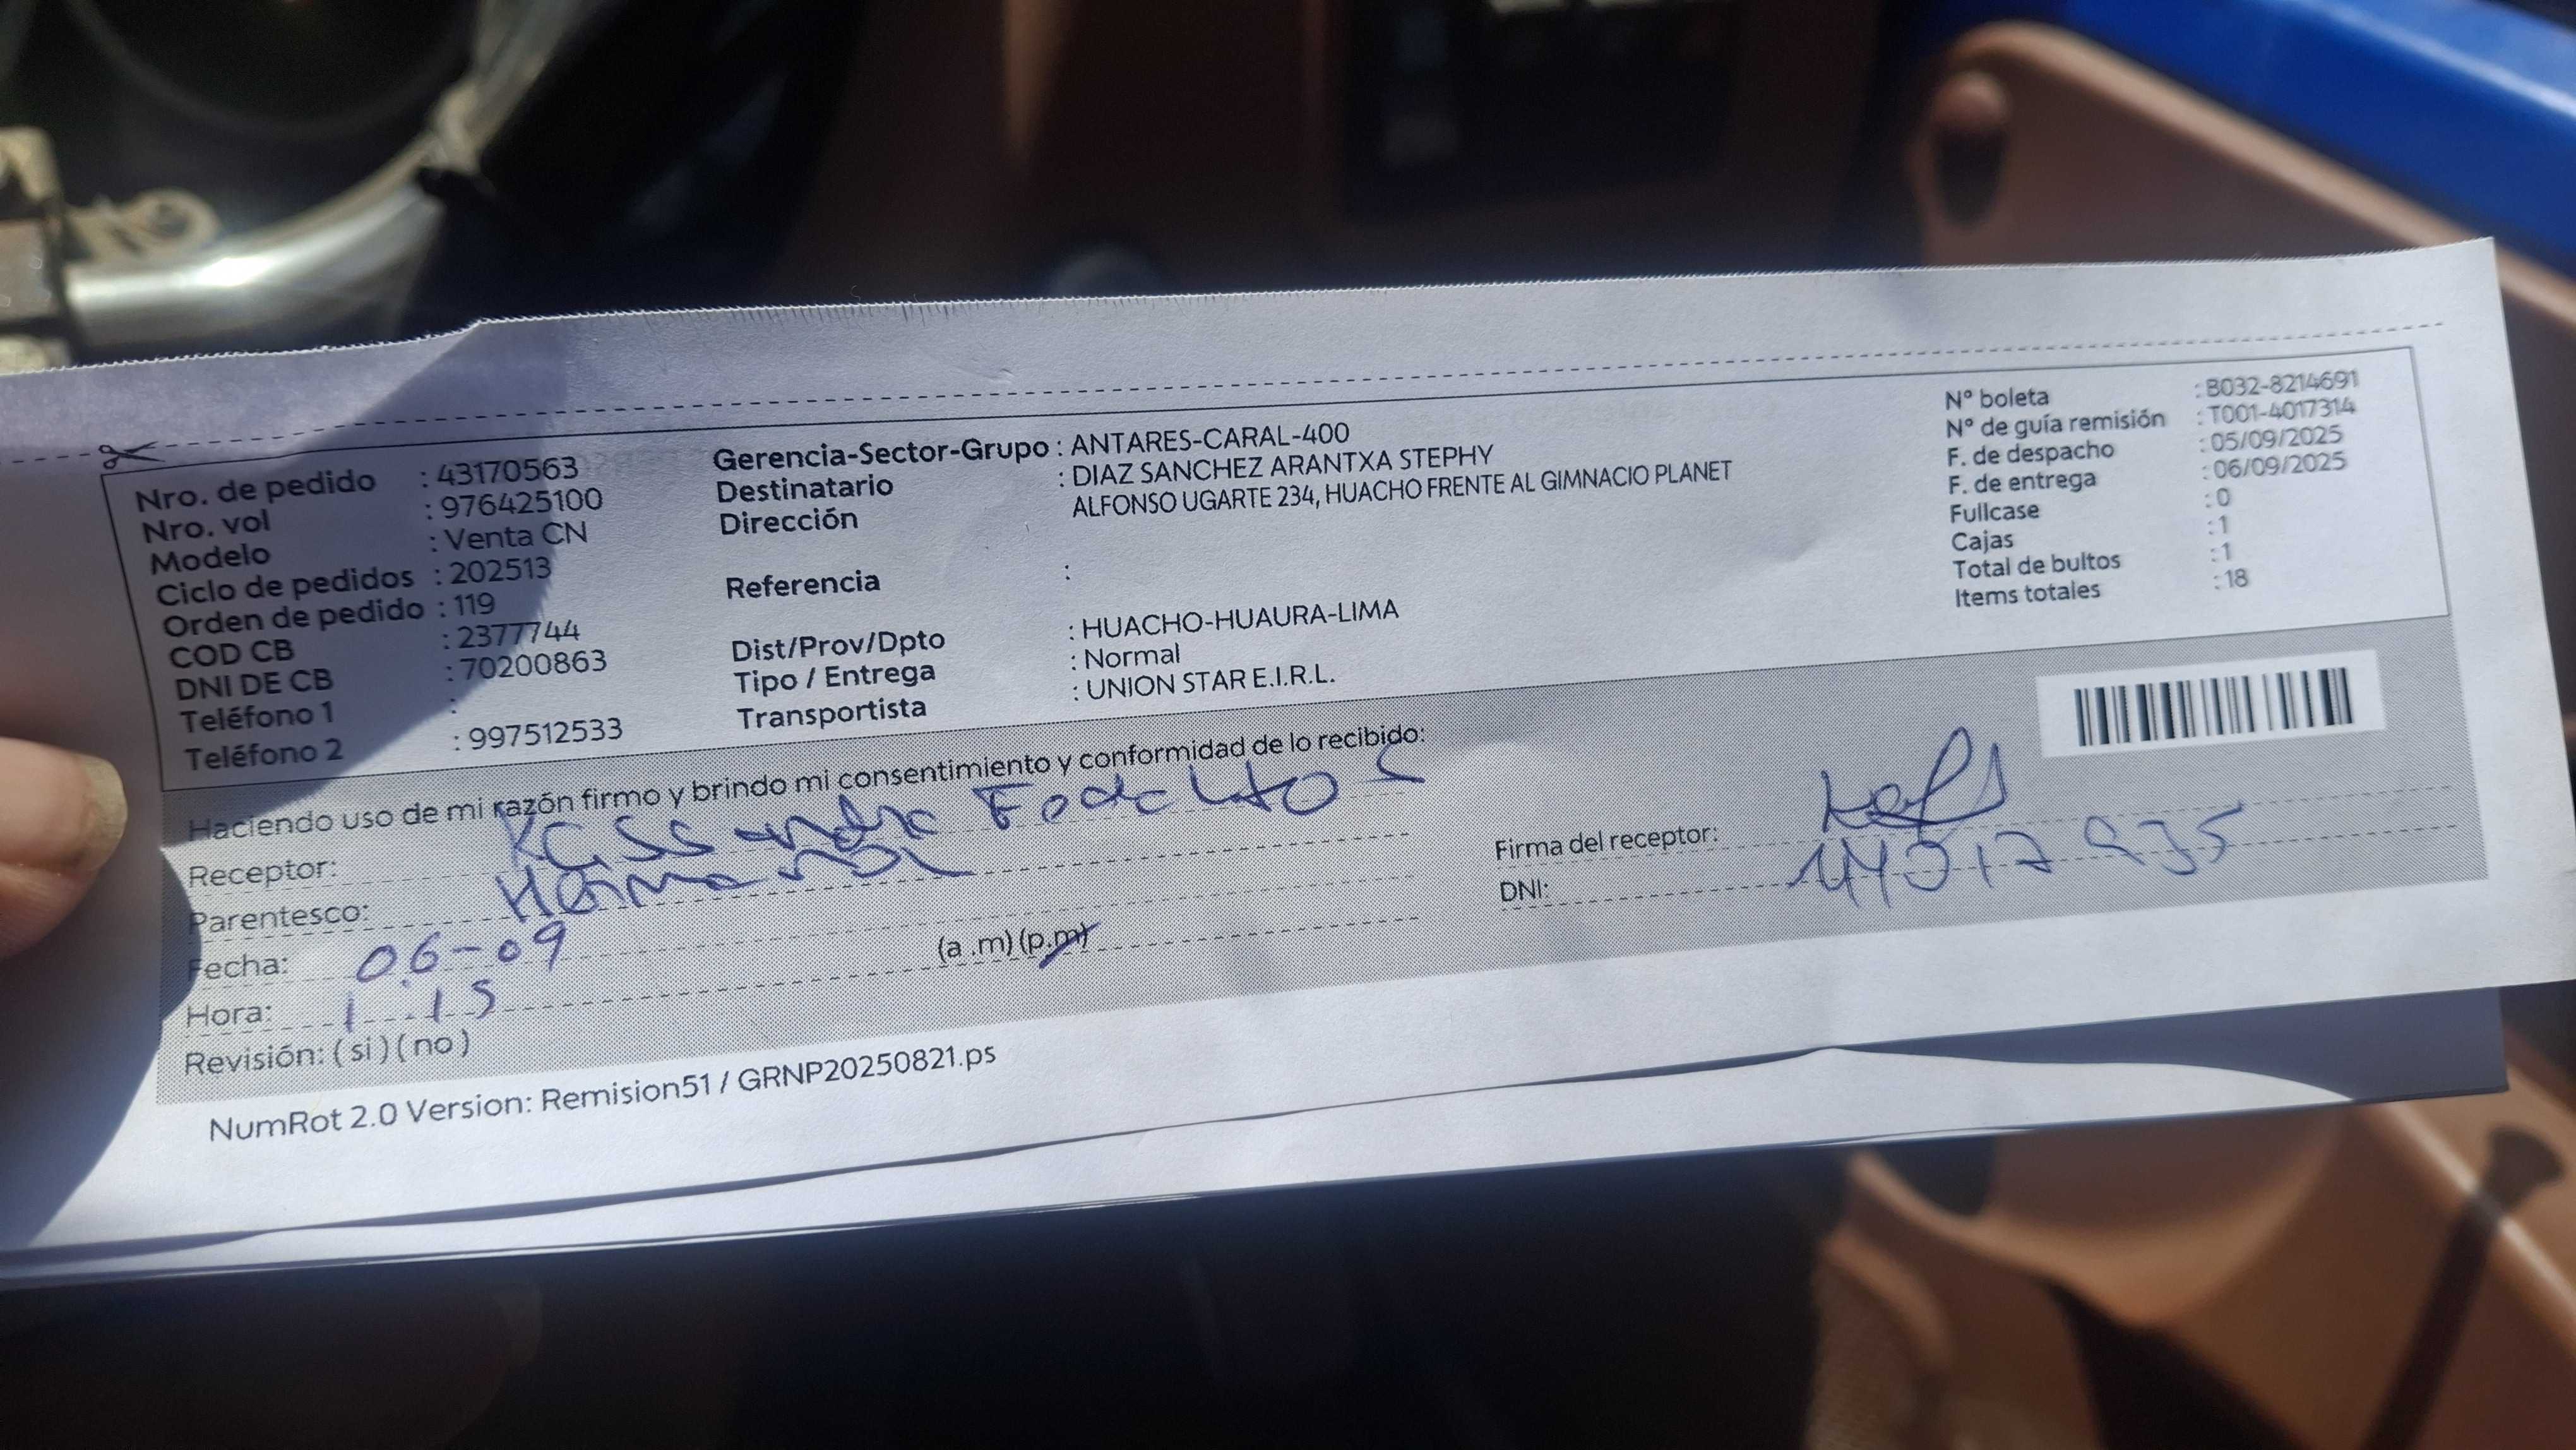 Nro. de pedido : 43170563
Nro. vol : 976425100
Modelo : Venta CN
Ciclo de pedidos : 202513
Orden de pedido : 119
COD CB : 2377744
DNI DE CB : 70200863
Teléfono 1 :
Teléfono 2 : 997512533
Gerencia-Sector-Grupo : ANTARES-CARAL-400
Destinatario : DIAZ SANCHEZ ARANTXA STEPHY
Dirección ALFONSO UGARTE 234, HUACHO FRENTE AL GIMNACIO PLANET
Referencia :
Dist/Prov/Dpto : HUACHO-HUAURA-LIMA
Tipo / Entrega : Normal
Transportista : UNION STAR E.I.R.L.
N° boleta : B032-8214691
N° de guía remisión : T001-4017314
F. de despacho : 05/09/2025
F. de entrega : 06/09/2025
Fullcase : 0
Cajas : 1
Total de bultos : 1
Items totales : 18
Haciendo uso de mi razón firmo y brindo mi consentimiento y conformidad de lo recibido:
Receptor: Kassandra
Parentesco:
Fecha: 06-09
Hora: 1 15 (a .m) (p.m)
Revisión: ( si ) ( no )
Firma del receptor:
DNI:
NumRot 2.0 Version: Remision51 / GRNP20250821.ps